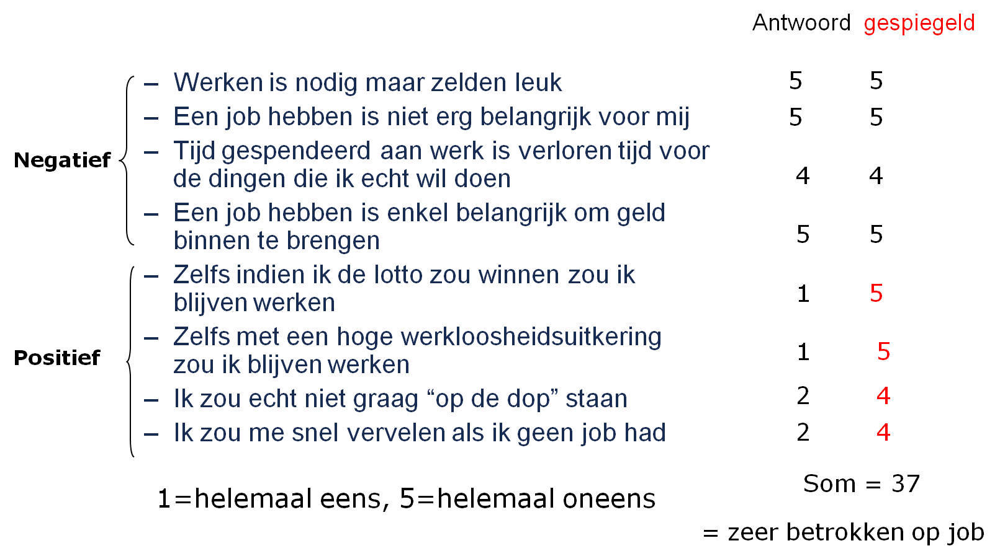 Antwoord gespiegeld
– Werken is nodig maar zelden leuk 5 5
– Een job hebben is niet erg belangrijk voor mij 5 5
Negatief
– Tijd gespendeerd aan werk is verloren tijd voor
de dingen die ik echt wil doen 4 4
– Een job hebben is enkel belangrijk om geld
binnen te brengen 5 5
– Zelfs indien ik de lotto zou winnen zou ik
blijven werken 1 5
Positief
– Zelfs met een hoge werkloosheidsuitkering
zou ik blijven werken 1 5
– Ik zou echt niet graag “op de dop” staan 2 4
– Ik zou me snel vervelen als ik geen job had 2 4
Som = 37
1=helemaal eens, 5=helemaal oneens
= zeer betrokken op job